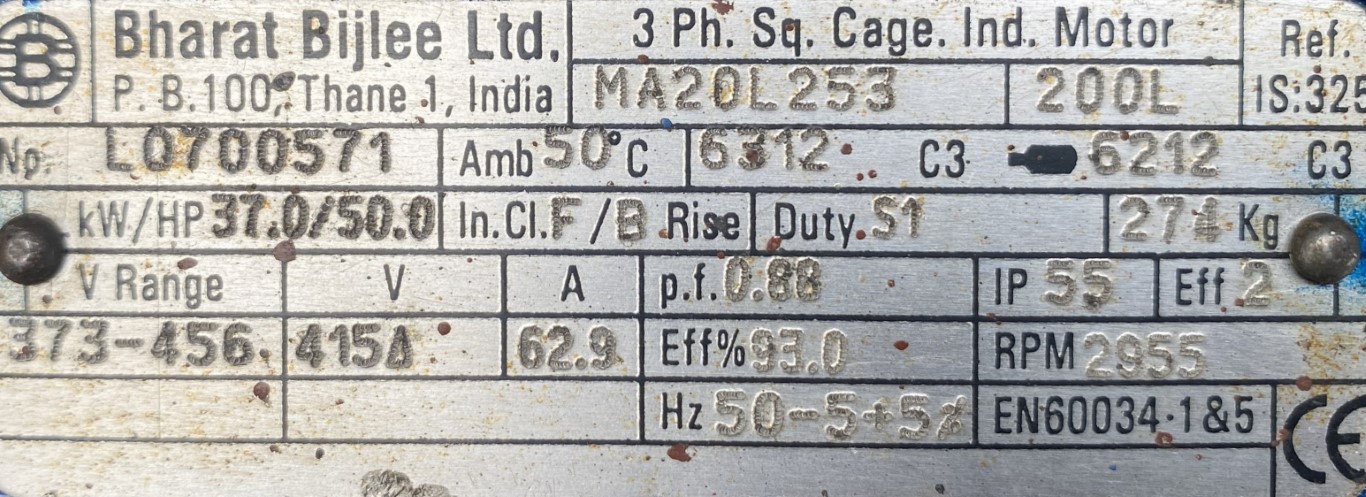 Bharat Bijlee Ltd. 3 Ph. Sq. Cage. Ind. Motor Ref.
P. B. 100, Thane 1, India MA20L253 200L IS:325
No. L0700571 Amb 50°C 6312 C3 6212 C3
kW/HP 37.0/50.0 In.Cl. F/B Rise Duty. S1 274 Kg
V Range V A p.f. 0.88 IP 55 Eff 2
373-456 415Δ 62.9 Eff% 93.0 RPM 2955
Hz 50-5+5% EN60034-1&5 CE